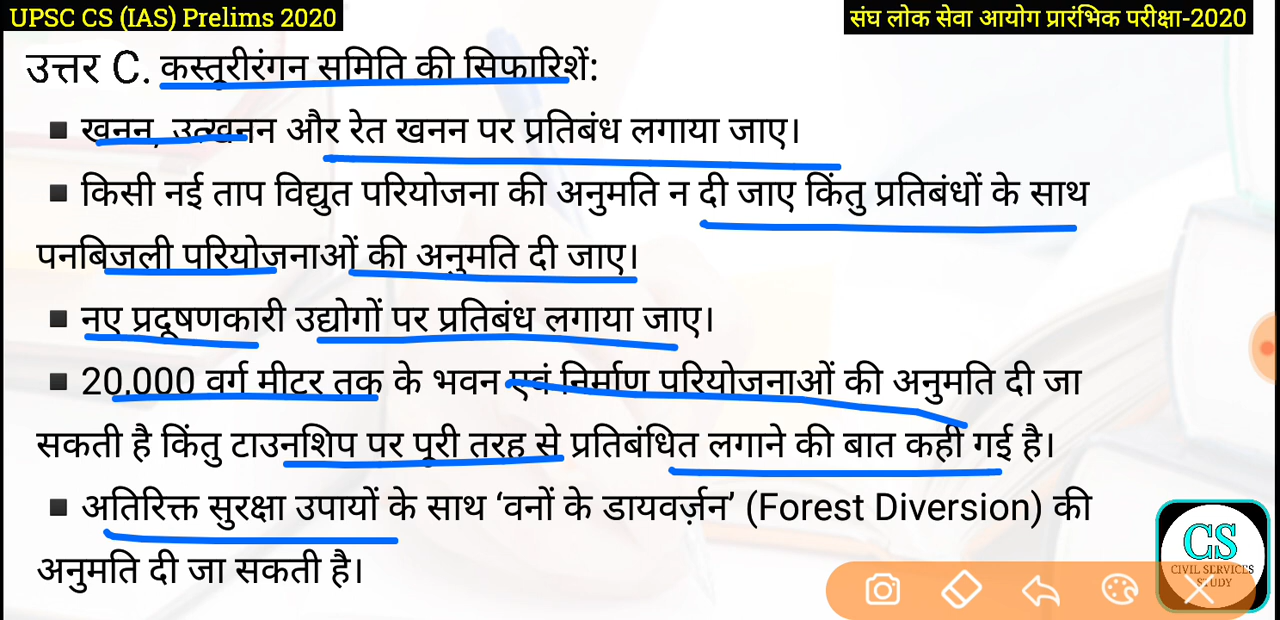 UPSC CS (IAS) Prelims 2020
संघ लोक सेवा आयोग प्रारंभिक परीक्षा-2020
उत्तर C. कस्तूरीरंगन समिति की सिफारिशें:
▪ खनन, उत्खनन और रेत खनन पर प्रतिबंध लगाया जाए।
▪ किसी नई ताप विद्युत परियोजना की अनुमति न दी जाए किंतु प्रतिबंधों के साथ
पनबिजली परियोजनाओं की अनुमति दी जाए।
▪ नए प्रदूषणकारी उद्योगों पर प्रतिबंध लगाया जाए।
▪ 20,000 वर्ग मीटर तक के भवन एवं निर्माण परियोजनाओं की अनुमति दी जा
सकती है किंतु टाउनशिप पर पूरी तरह से प्रतिबंधित लगाने की बात कही गई है।
▪ अतिरिक्त सुरक्षा उपायों के साथ ‘वनों के डायवर्ज़न’ (Forest Diversion) की
अनुमति दी जा सकती है।
CS
CIVIL SERVICES
STUDY